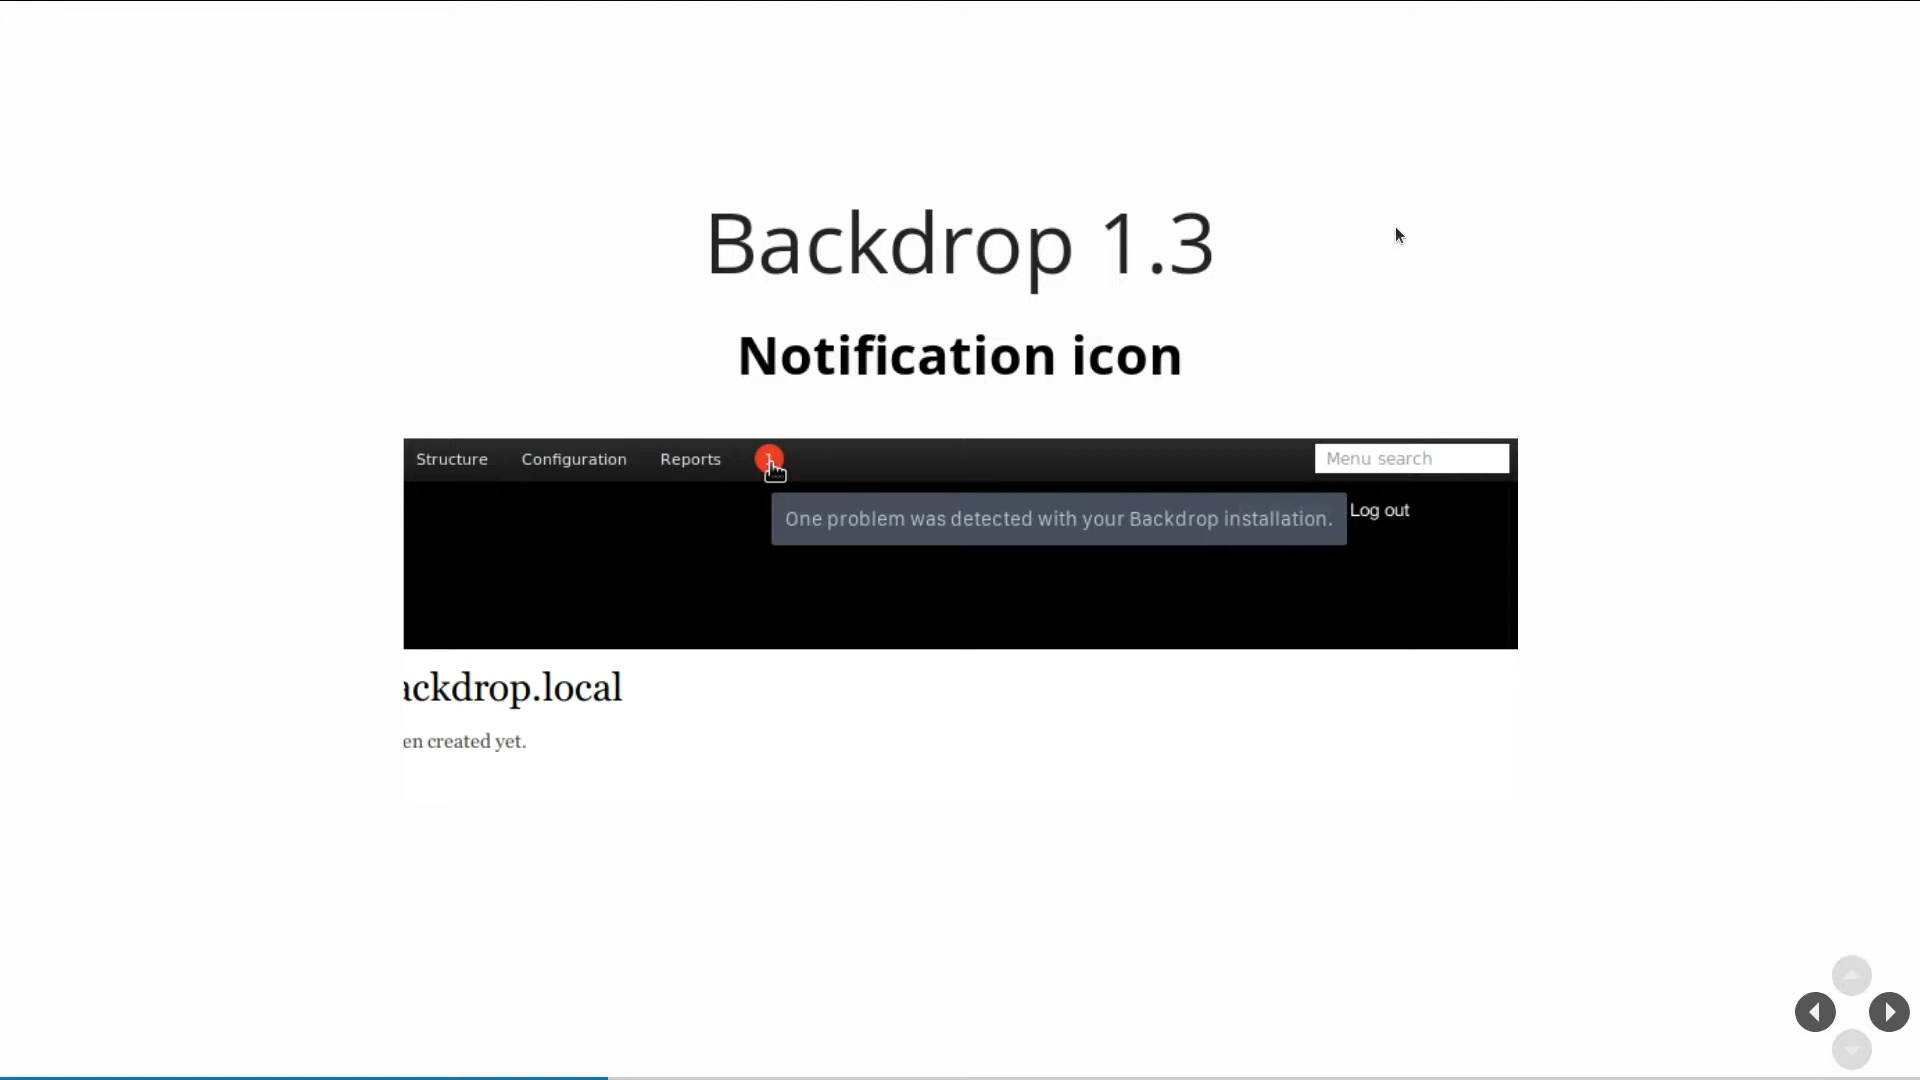 Backdrop 1.3
Notification icon
Structure Configuration Reports Menu search
One problem was detected with your Backdrop installation. Log out
ackdrop.local
en created yet.